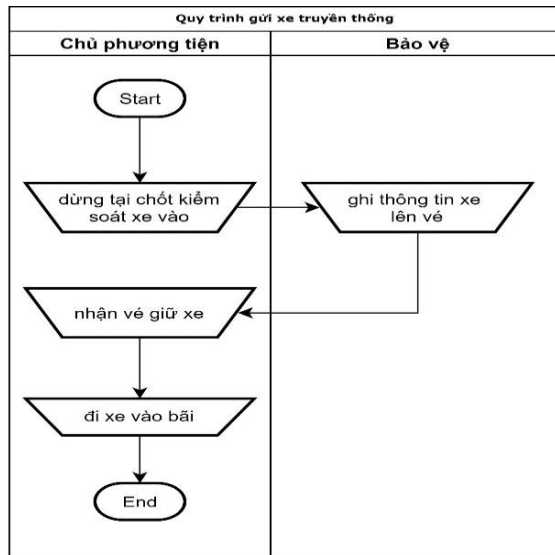 Quy trình gửi xe truyền thống
Chủ phương tiện
Bảo vệ
Start
dừng tại chốt kiểm
soát xe vào
ghi thông tin xe
lên vé
nhận vé giữ xe
đi xe vào bãi
End